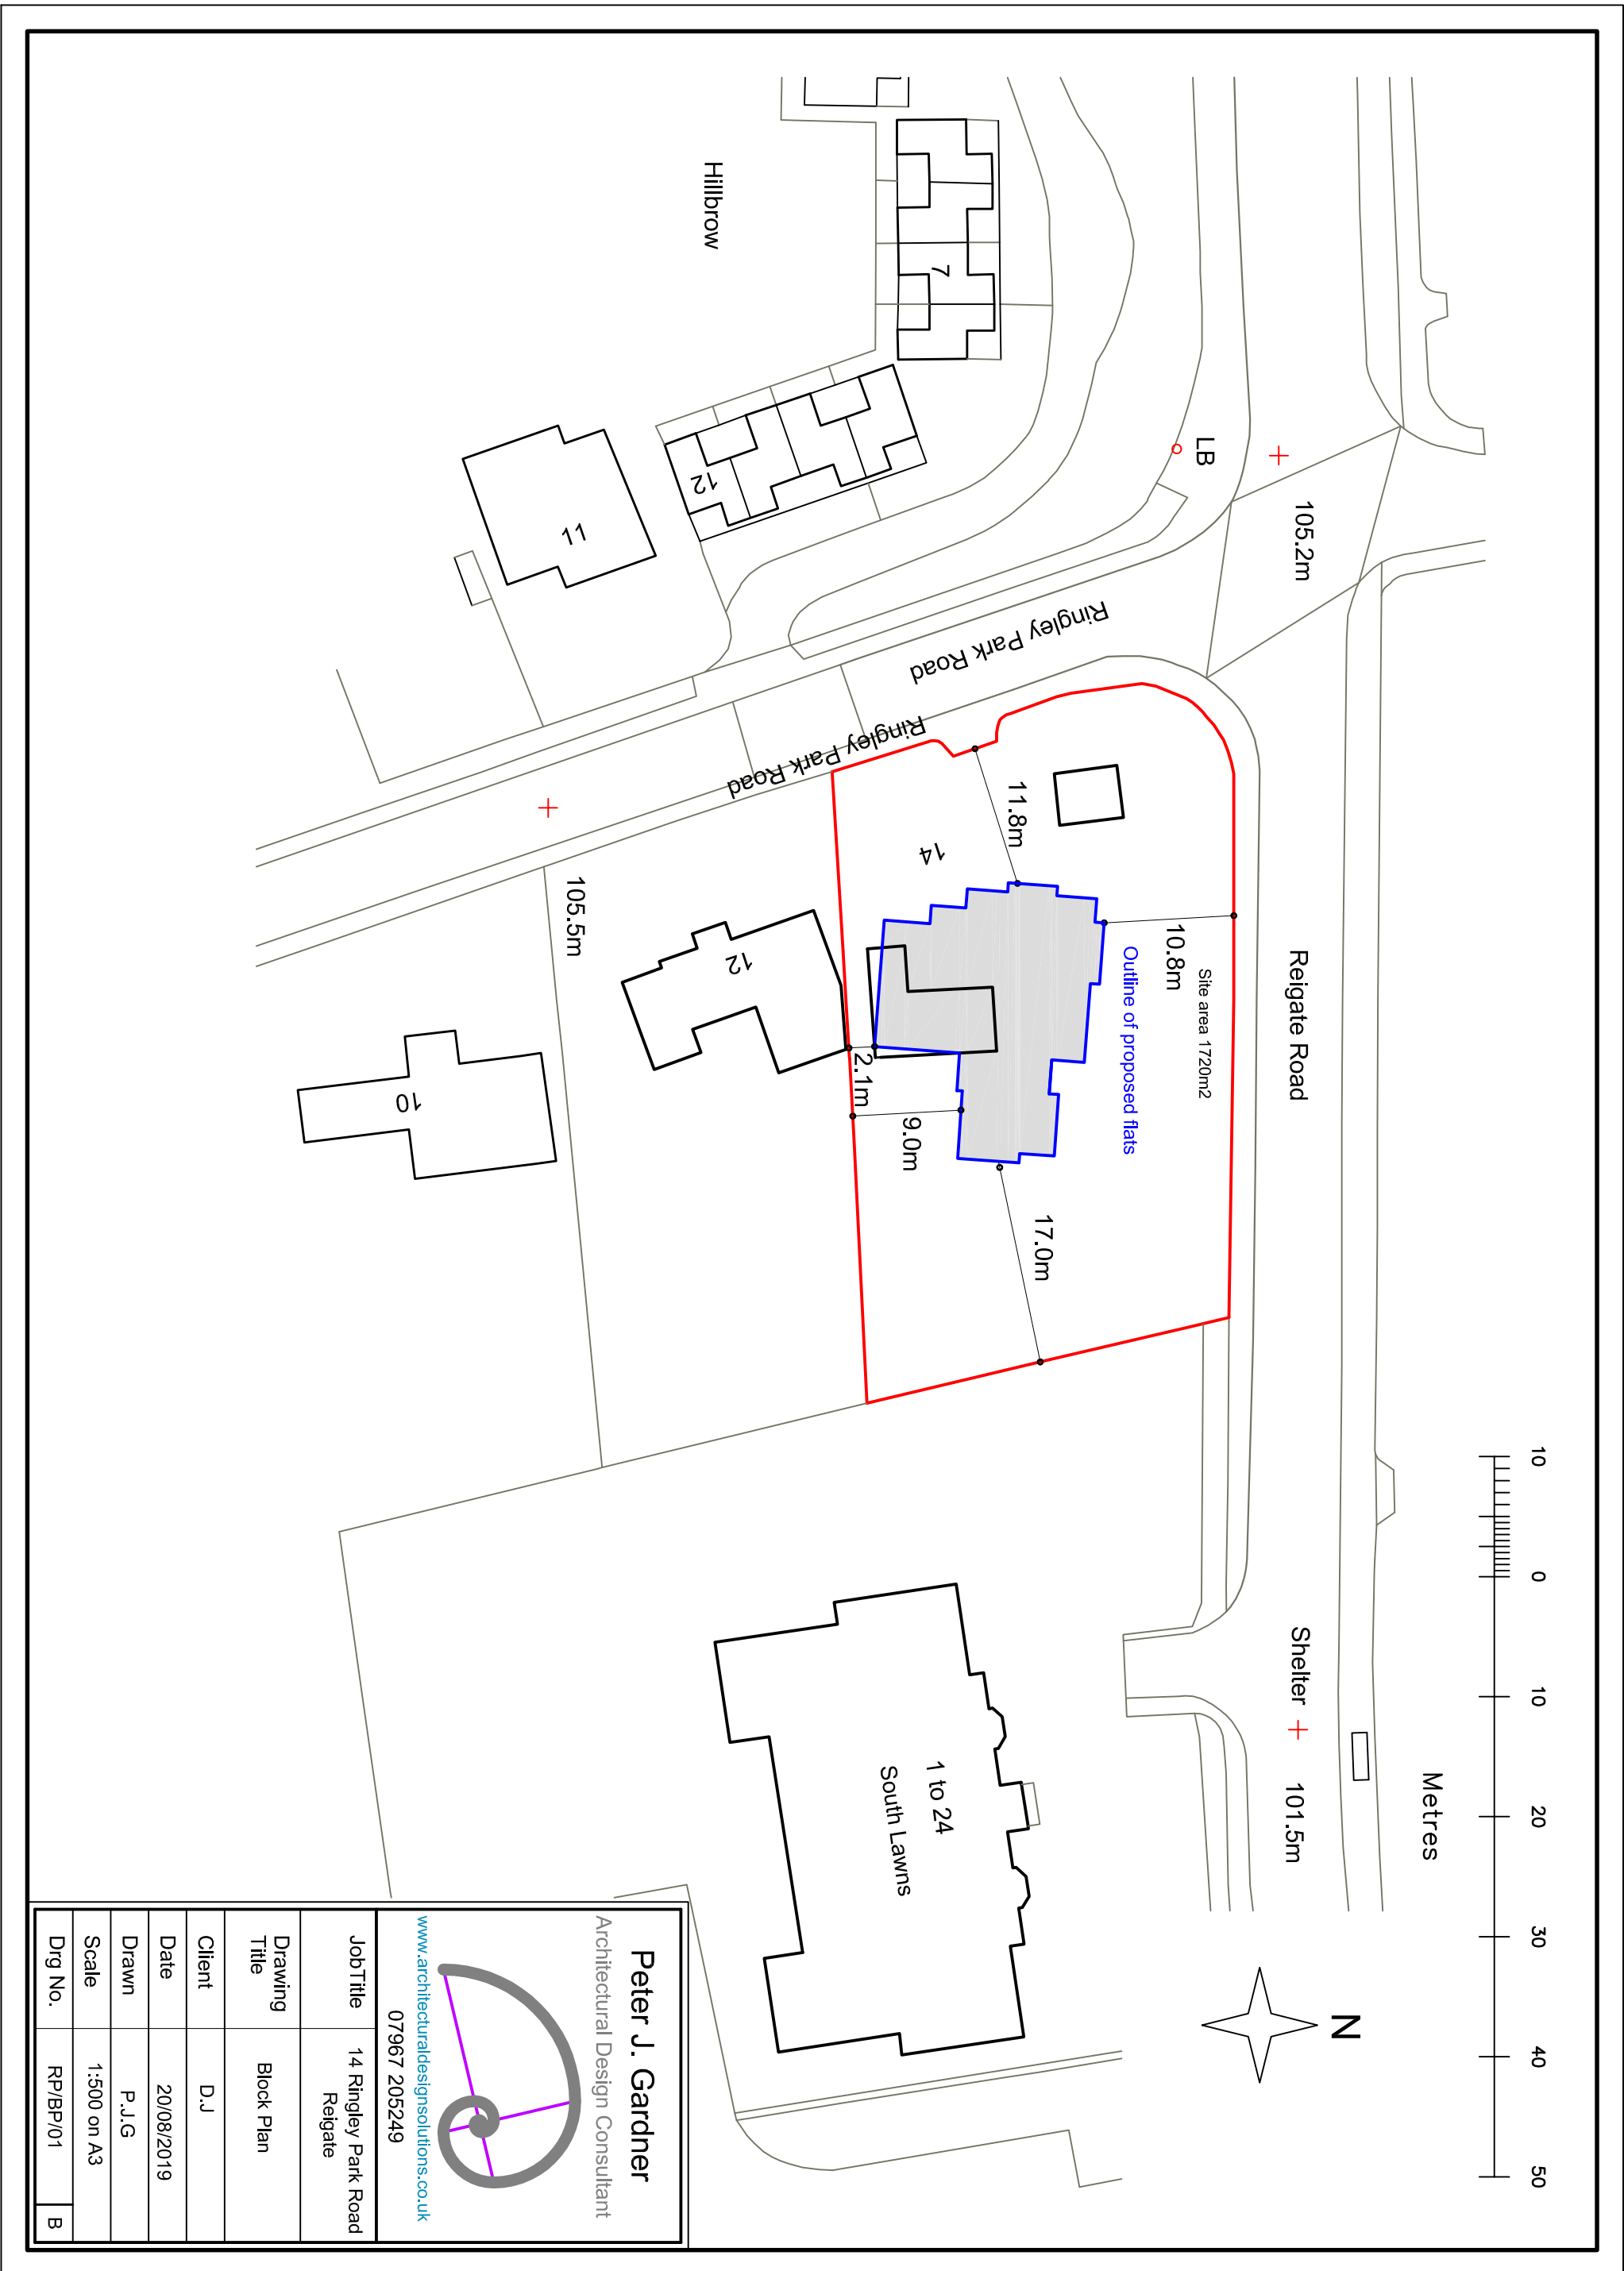 Metres
10
0
10
20
30
40
50
N
Shelter
101.5m
105.2m
Reigate Road
LB
Site area 1720m2
10.8m
Outline of proposed flats
Ringley Park Road
17.0m
11.8m
7
14
9.0m
2.1m
Ringley Park Road
1 to 24
South Lawns
Hillbrow
12
12
11
105.5m
10
Peter J. Gardner
Architectural Design Consultant
www.architecturaldesignsolutions.co.uk
07967 205249
JobTitle 14 Ringley Park Road
Reigate
Drawing
Title Block Plan
Client D.J
Date 20/08/2019
Drawn P.J.G
Scale 1:500 on A3
Drg No. RP/BP/01 B